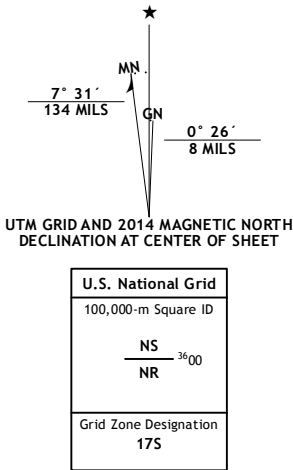 ★
MN
GN
7° 31´
134 MILS
0° 26´
8 MILS
UTM GRID AND 2014 MAGNETIC NORTH
DECLINATION AT CENTER OF SHEET
U.S. National Grid
100,000-m Square ID
NS
3600
NR
Grid Zone Designation
17S